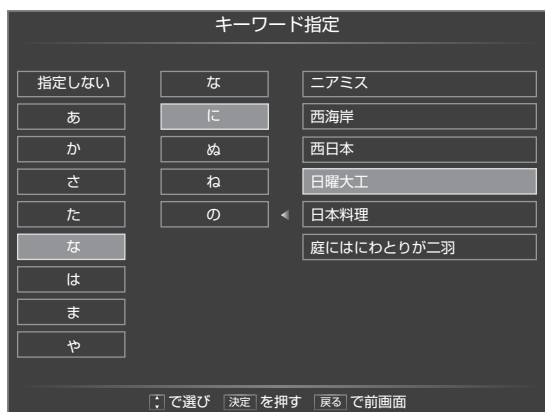 キーワード指定
指定しない
あ
か
さ
た
な
は
ま
や
な
に
ぬ
ね
の
ニアミス
西海岸
西日本
日曜大工
日本料理
庭にはにわとりが二羽
で選び 決定 を押す 戻る で前画面